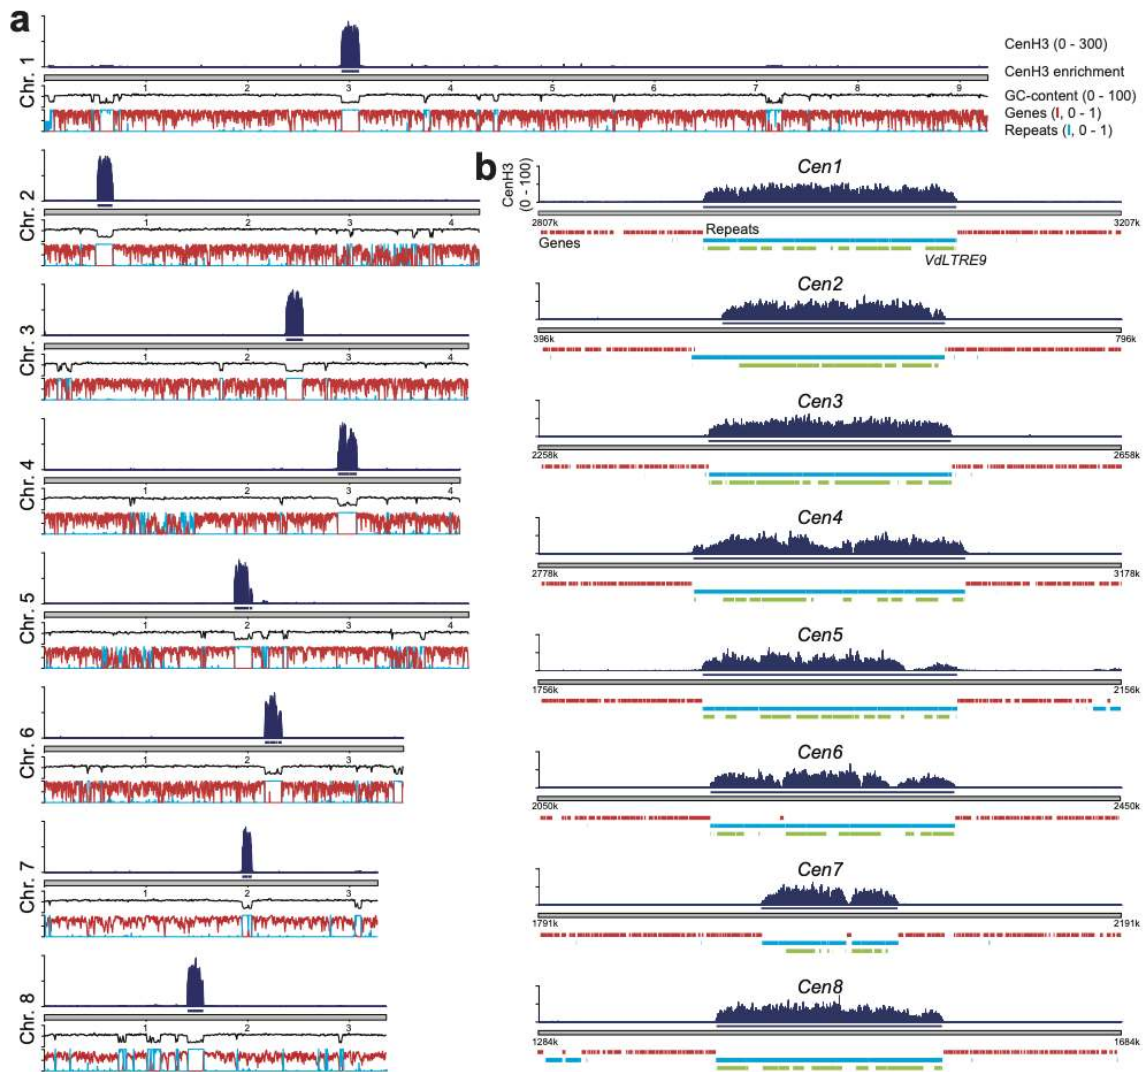 a
CenH3 (0 - 300)
CenH3 enrichment
GC-content (0 - 100)
Genes (I, 0 - 1)
Repeats (I, 0 - 1)
Chr. 1
1 2 3 4 5 6 7 8 9
Chr. 2
1 2 3 4
3
1 2 3 4
Chr. 4
1 2 3 4
Chr. 5
1 2 3 4
Chr. 6
1 2 3
Chr. 7
1 2 3
Chr. 8
1 2 3
b
CenH3
(0 - 100)
Cen1
2807k 3207k
Genes
Repeats
VdLTRE9
Cen2
396k 796k
Cen3
2258k 2658k
Cen4
2778k 3178k
Cen5
1756k 2156k
Cen6
2050k 2450k
Cen7
1791k 2191k
Cen8
1284k 1684k